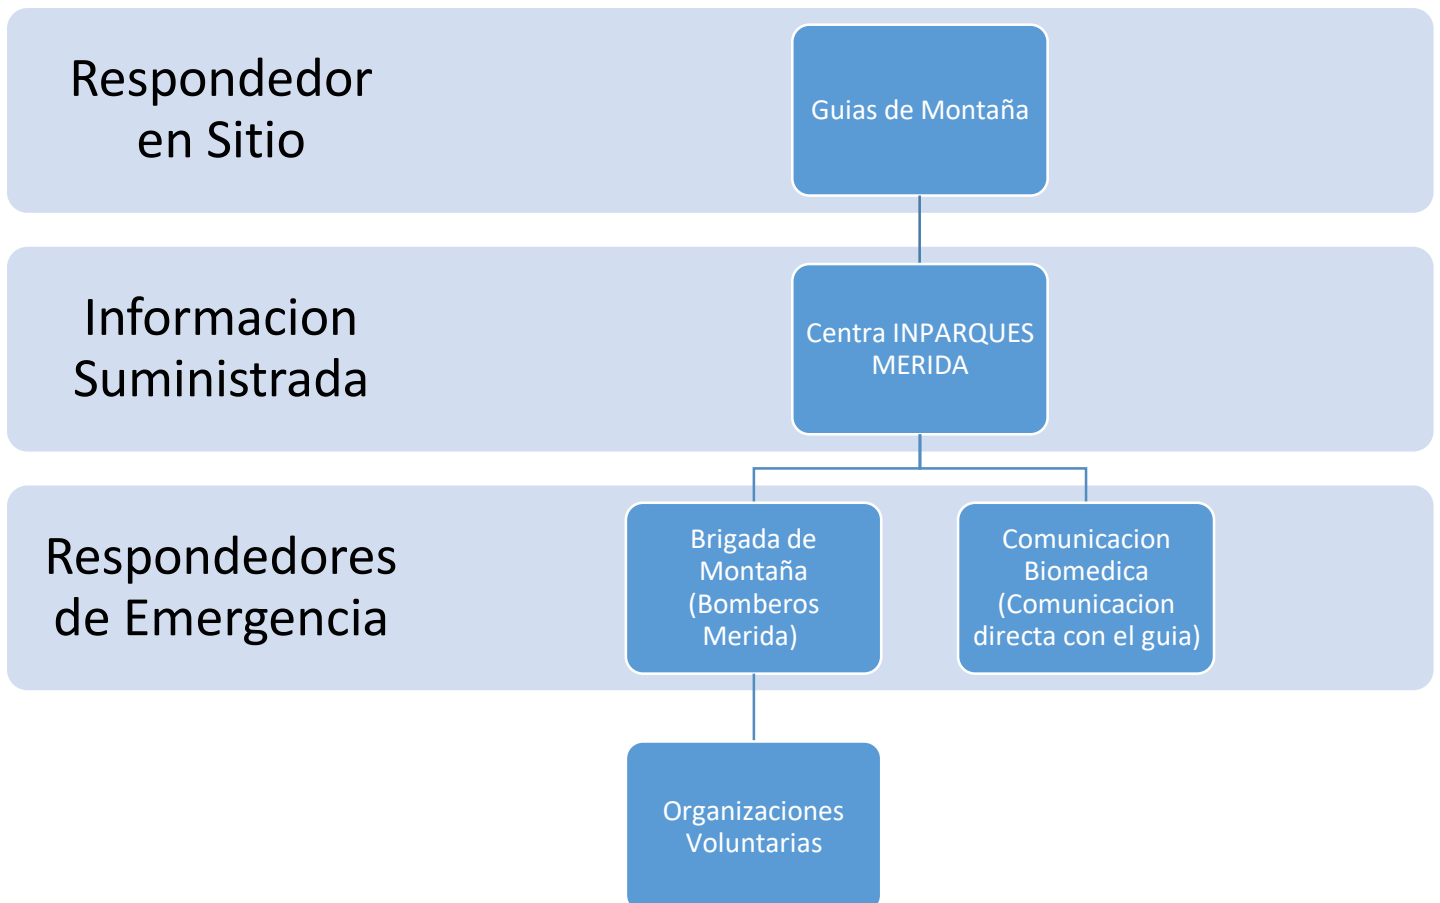 Respondedor
en Sitio
Guias de Montaña
Informacion
Suministrada
Centra INPARQUES
MERIDA
Respondedores
de Emergencia
Brigada de
Montaña
(Bomberos
Merida)
Comunicacion
Biomedica
(Comunicacion
directa con el guia)
Organizaciones
Voluntarias